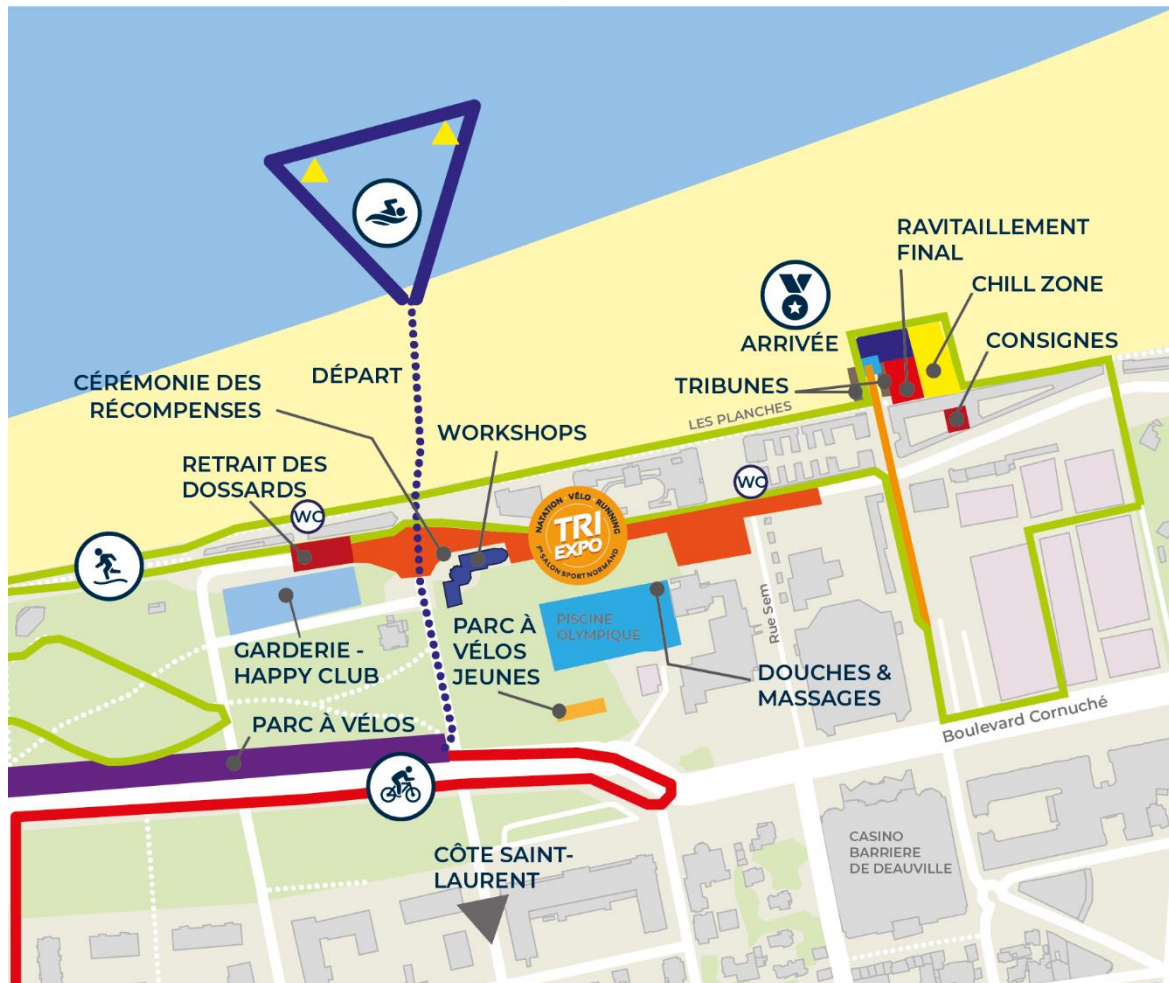 RAVITAILLEMENT
FINAL
CHILL ZONE
ARRIVÉE
CONSIGNES
DÉPART
CÉRÉMONIE DES
RÉCOMPENSES
TRIBUNES
LES PLANCHES
WORKSHOPS
RETRAIT DES
DOSSARDS
WC
WC
NATATION VÉLO RUNNING
TRI
EXPO
1ER SALON SPORT NORMAND
PISCINE
OLYMPIQUE
Rue Sem
GARDERIE -
HAPPY CLUB
PARC À
VÉLOS
JEUNES
DOUCHES &
MASSAGES
PARC À VÉLOS
Boulevard Cornuché
CÔTE SAINT-
LAURENT
CASINO
BARRIERE
DE DEAUVILLE